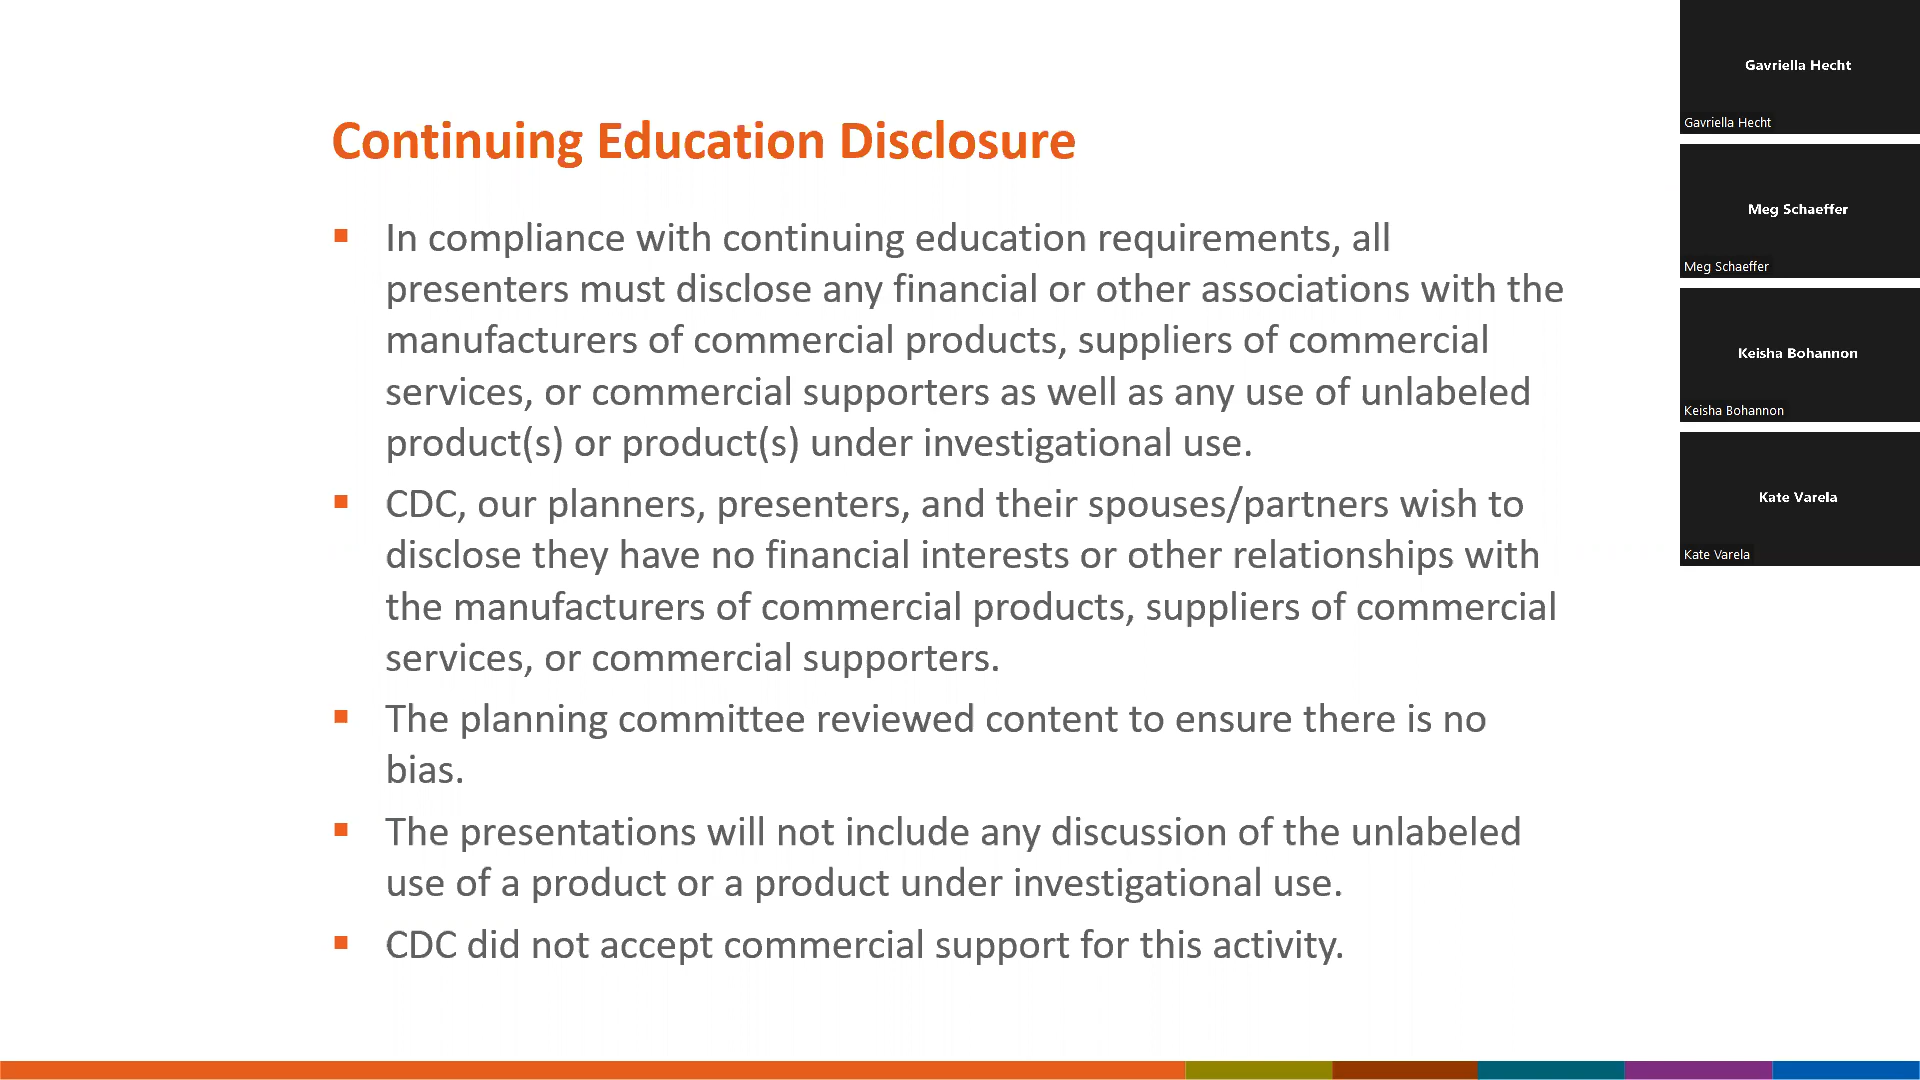 Continuing Education Disclosure
▪ In compliance with continuing education requirements, all
presenters must disclose any financial or other associations with the
manufacturers of commercial products, suppliers of commercial
services, or commercial supporters as well as any use of unlabeled
product(s) or product(s) under investigational use.
▪ CDC, our planners, presenters, and their spouses/partners wish to
disclose they have no financial interests or other relationships with
the manufacturers of commercial products, suppliers of commercial
services, or commercial supporters.
▪ The planning committee reviewed content to ensure there is no
bias.
▪ The presentations will not include any discussion of the unlabeled
use of a product or a product under investigational use.
▪ CDC did not accept commercial support for this activity.
Gavriella Hecht
Gavriella Hecht
Meg Schaeffer
Meg Schaeffer
Keisha Bohannon
Keisha Bohannon
Kate Varela
Kate Varela